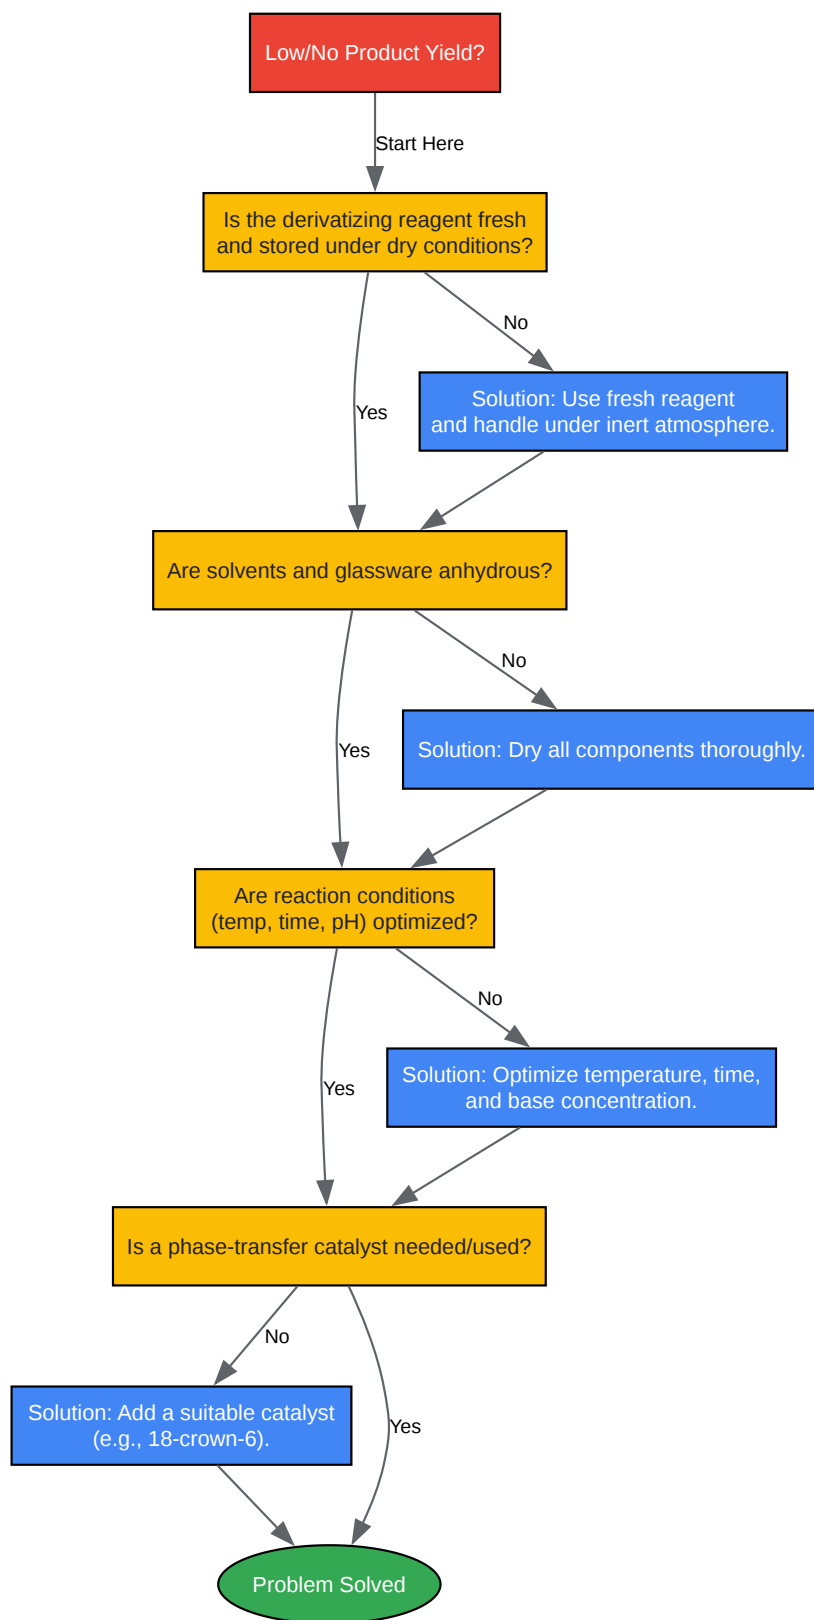 Low/No Product Yield?
Start Here
Is the derivatizing reagent fresh
and stored under dry conditions?
No
Solution: Use fresh reagent
and handle under inert atmosphere.
Yes
Are solvents and glassware anhydrous?
No
Solution: Dry all components thoroughly.
Yes
Are reaction conditions
(temp, time, pH) optimized?
No
Solution: Optimize temperature, time,
and base concentration.
Yes
Is a phase-transfer catalyst needed/used?
No
Solution: Add a suitable catalyst
(e.g., 18-crown-6).
Yes
Problem Solved